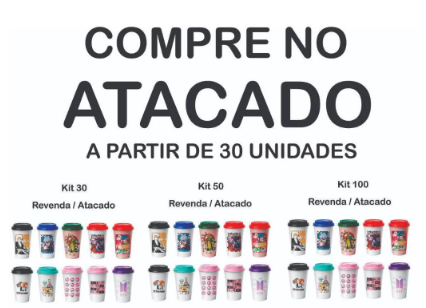 COMPRE NO
ATACADO
A PARTIR DE 30 UNIDADES
Kit 30
Revenda / Atacado
Kit 50
Revenda / Atacado
Kit 100
Revenda / Atacado